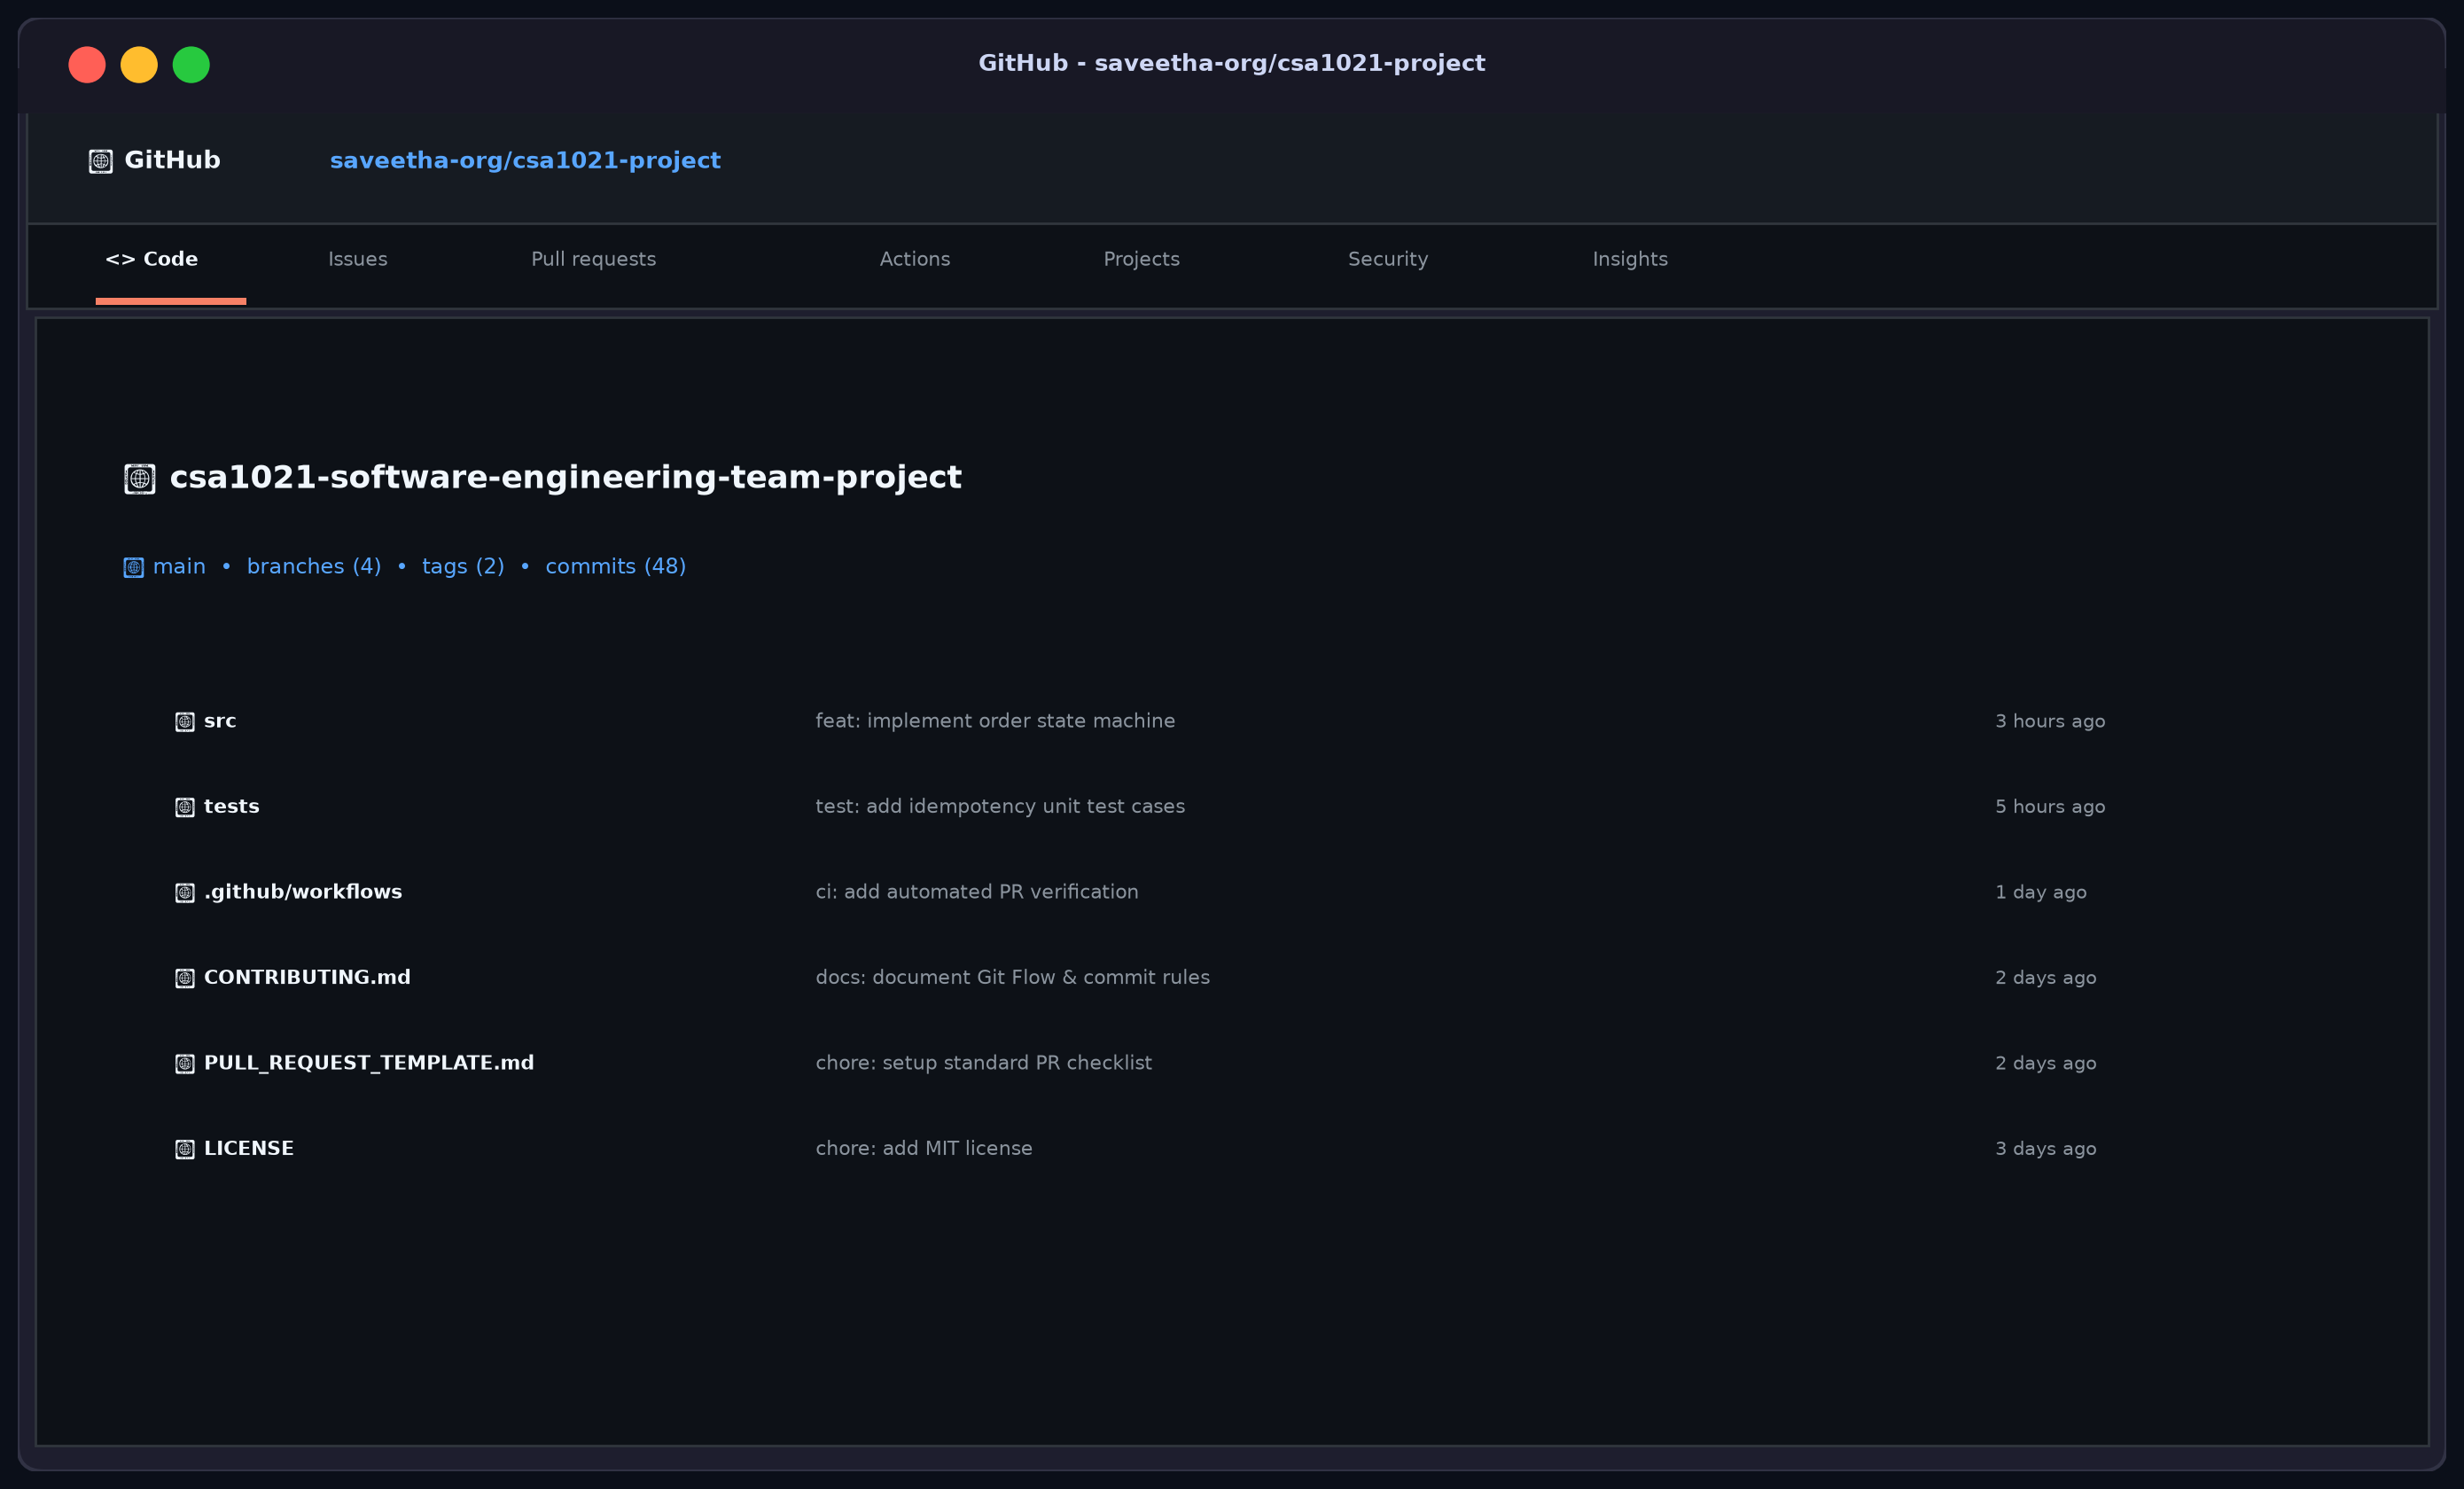 GitHub - saveetha-org/csa1021-project
GitHub saveetha-org/csa1021-project
<> Code Issues Pull requests Actions Projects Security Insights
csa1021-software-engineering-team-project
main • branches (4) • tags (2) • commits (48)
src feat: implement order state machine 3 hours ago
tests test: add idempotency unit test cases 5 hours ago
.github/workflows ci: add automated PR verification 1 day ago
CONTRIBUTING.md docs: document Git Flow & commit rules 2 days ago
PULL_REQUEST_TEMPLATE.md chore: setup standard PR checklist 2 days ago
LICENSE chore: add MIT license 3 days ago